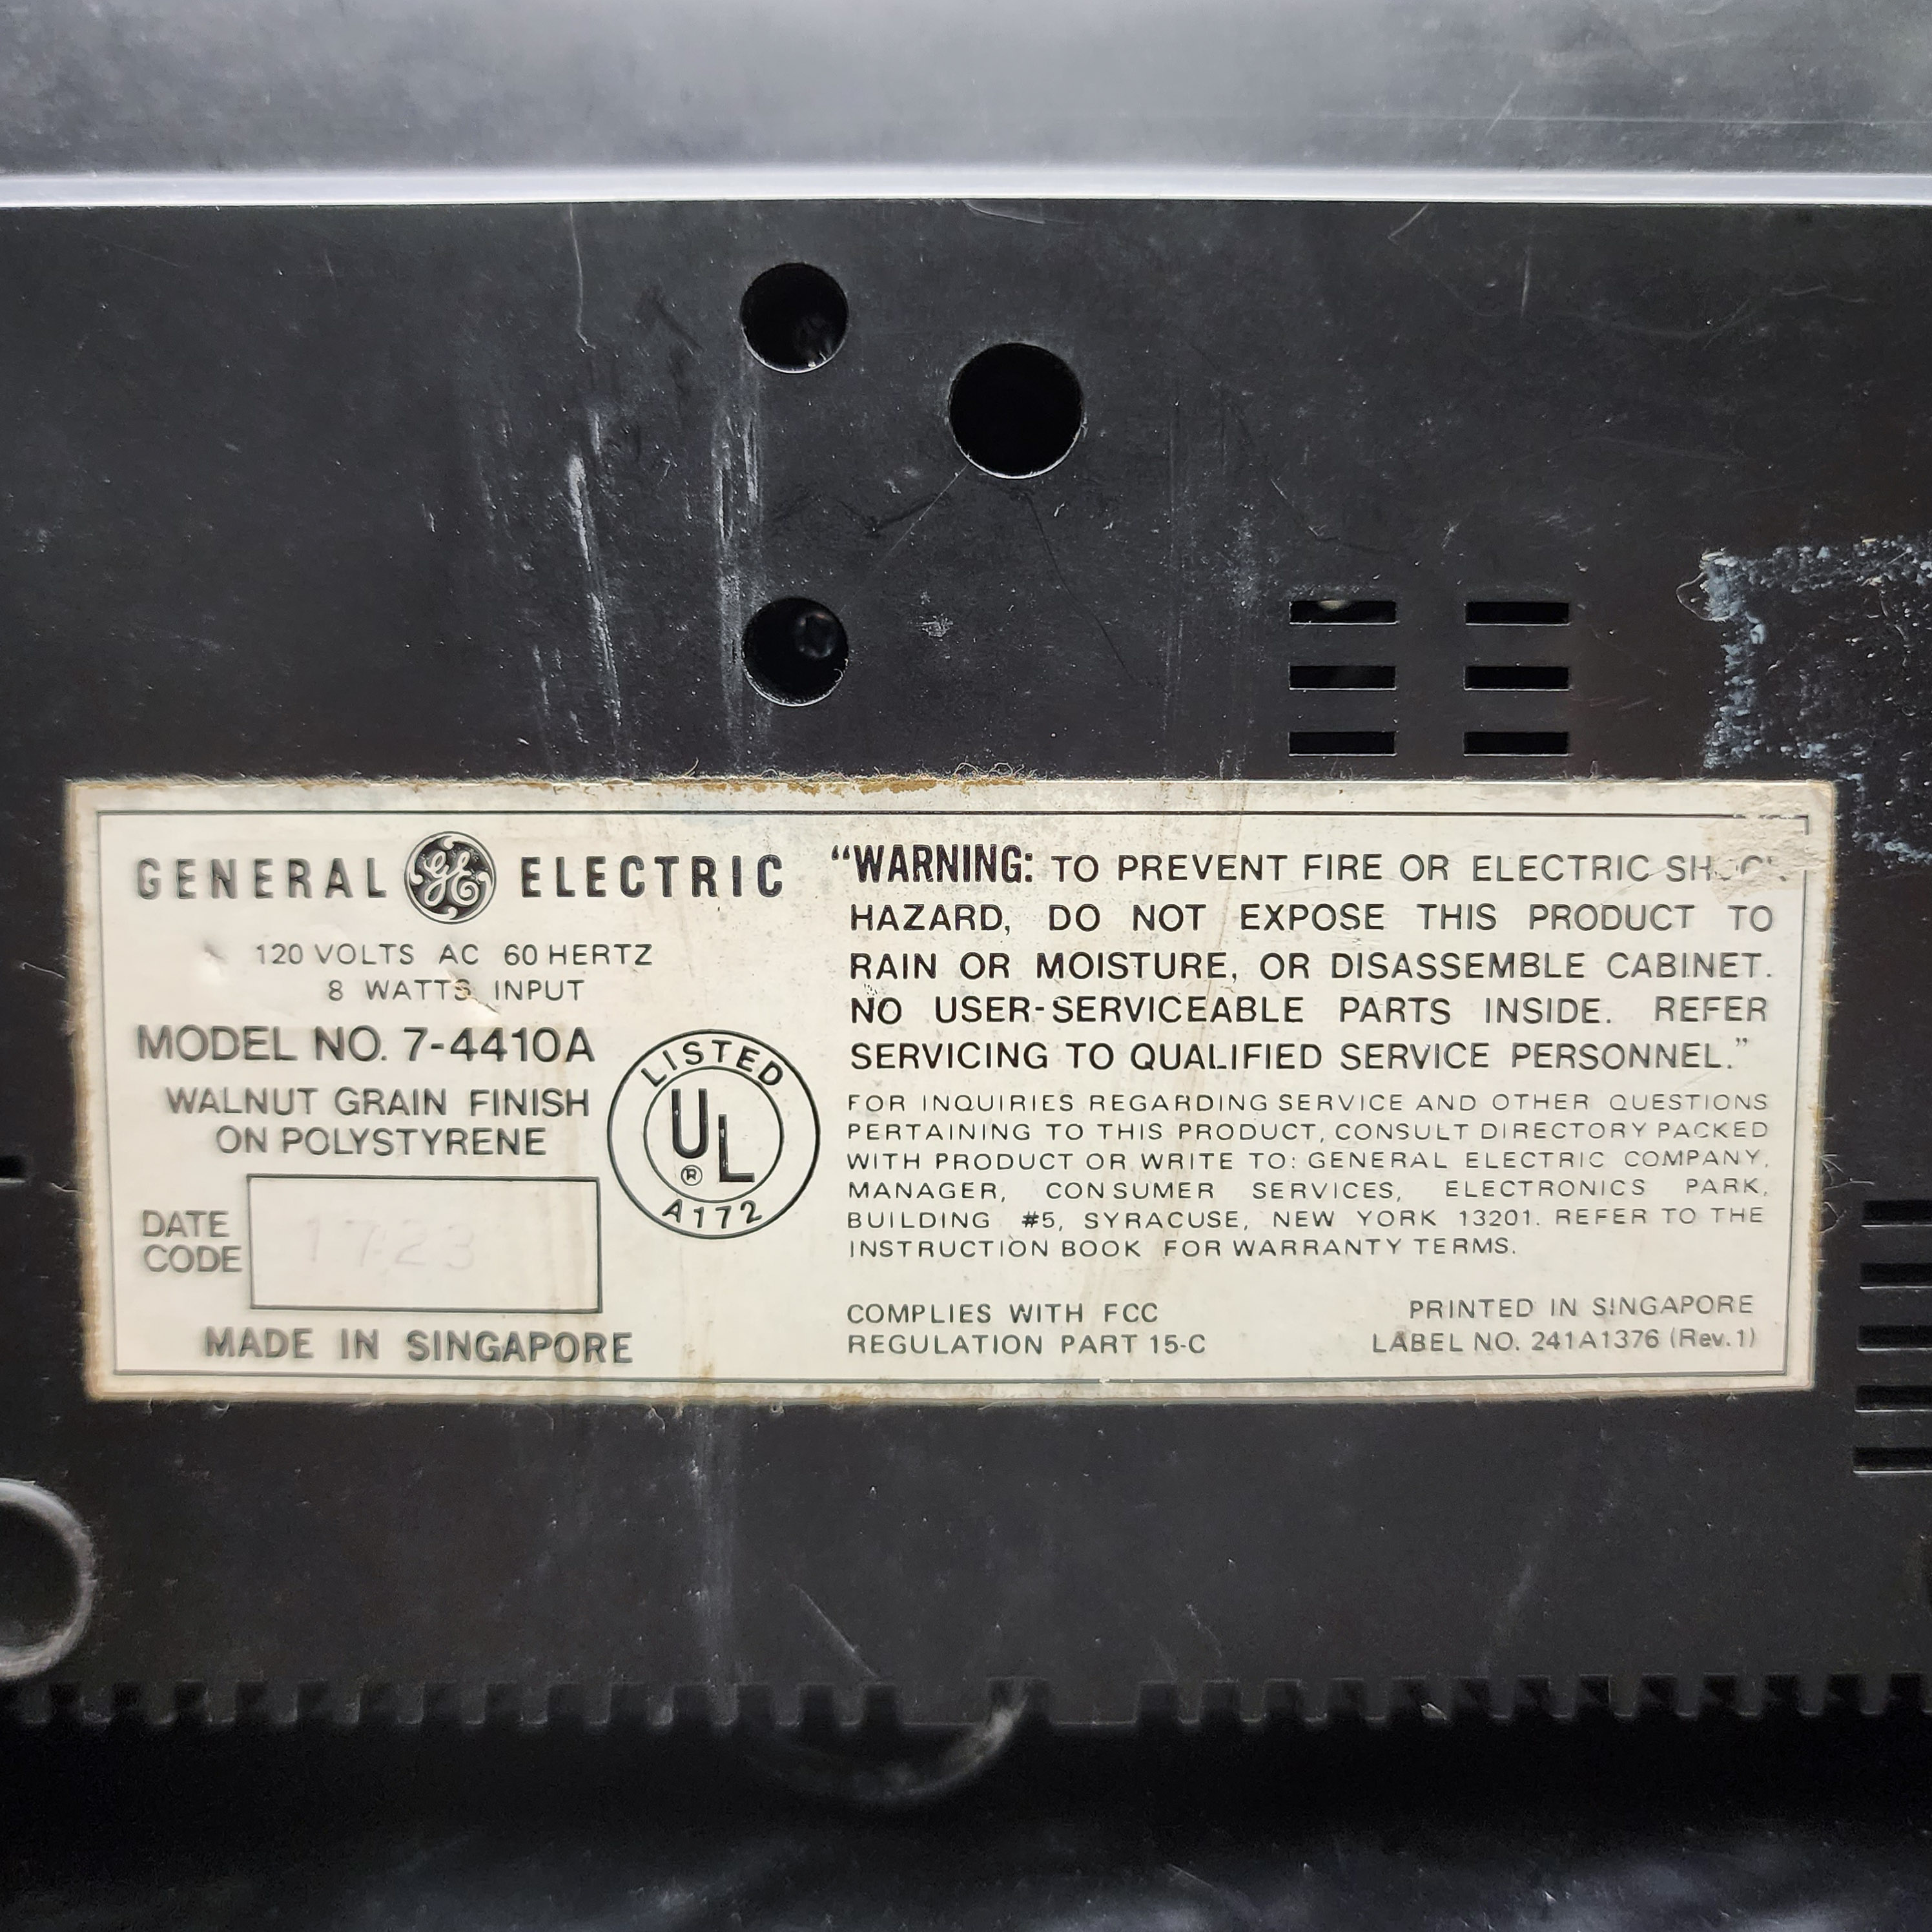 GENERAL GE ELECTRIC
120 VOLTS AC 60 HERTZ
8 WATTS INPUT
MODEL NO. 7-4410A
WALNUT GRAIN FINISH
ON POLYSTYRENE
LISTED
UL
®
A172
DATE
CODE
1723
MADE IN SINGAPORE
“WARNING: TO PREVENT FIRE OR ELECTRIC
HAZARD, DO NOT EXPOSE THIS PRODUCT TO
RAIN OR MOISTURE, OR DISASSEMBLE CABINET.
NO USER-SERVICEABLE PARTS INSIDE. REFER
SERVICING TO QUALIFIED SERVICE PERSONNEL.”
FOR INQUIRIES REGARDING SERVICE AND OTHER QUESTIONS
PERTAINING TO THIS PRODUCT, CONSULT DIRECTORY PACKED
WITH PRODUCT OR WRITE TO: GENERAL ELECTRIC COMPANY,
MANAGER, CONSUMER SERVICES, ELECTRONICS PARK,
BUILDING #5, SYRACUSE, NEW YORK 13201. REFER TO THE
INSTRUCTION BOOK FOR WARRANTY TERMS.
COMPLIES WITH FCC
REGULATION PART 15-C
PRINTED IN SINGAPORE
LABEL NO. 241A1376 (Rev.1)